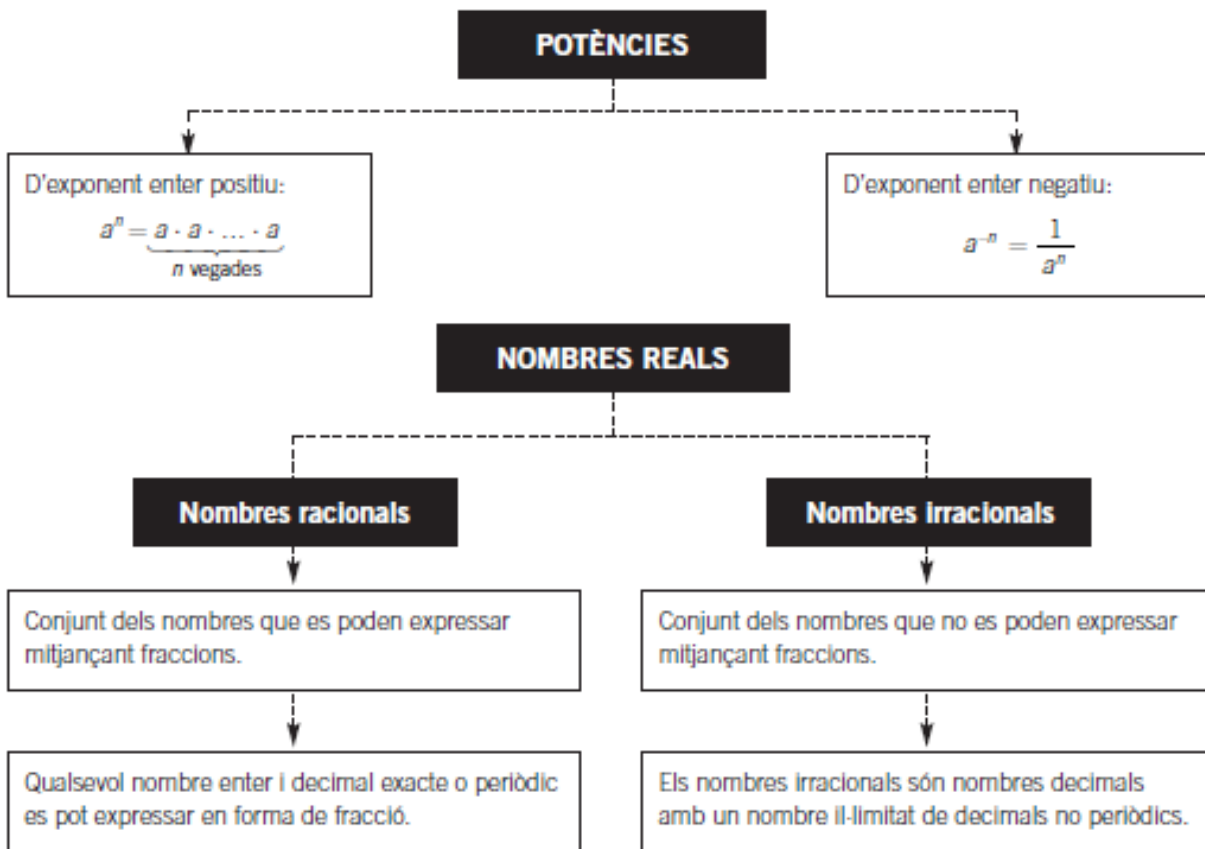 POTÈNCIES
D'exponent enter positiu:
aⁿ = a · a · ... · a
n vegades
D'exponent enter negatiu:
a⁻ⁿ = 1/aⁿ
NOMBRES REALS
Nombres racionals
Conjunt dels nombres que es poden expressar
mitjançant fraccions.
Qualsevol nombre enter i decimal exacte o periòdic
es pot expressar en forma de fracció.
Nombres irracionals
Conjunt dels nombres que no es poden expressar
mitjançant fraccions.
Els nombres irracionals són nombres decimals
amb un nombre il·limitat de decimals no periòdics.